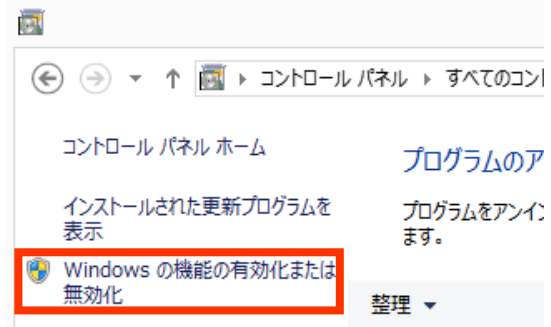 コントロール パネル ▸ すべてのコン
コントロール パネル ホーム
インストールされた更新プログラムを
表示
Windows の機能の有効化または
無効化
プログラムのア
プログラムをアンイン
ます。
整理